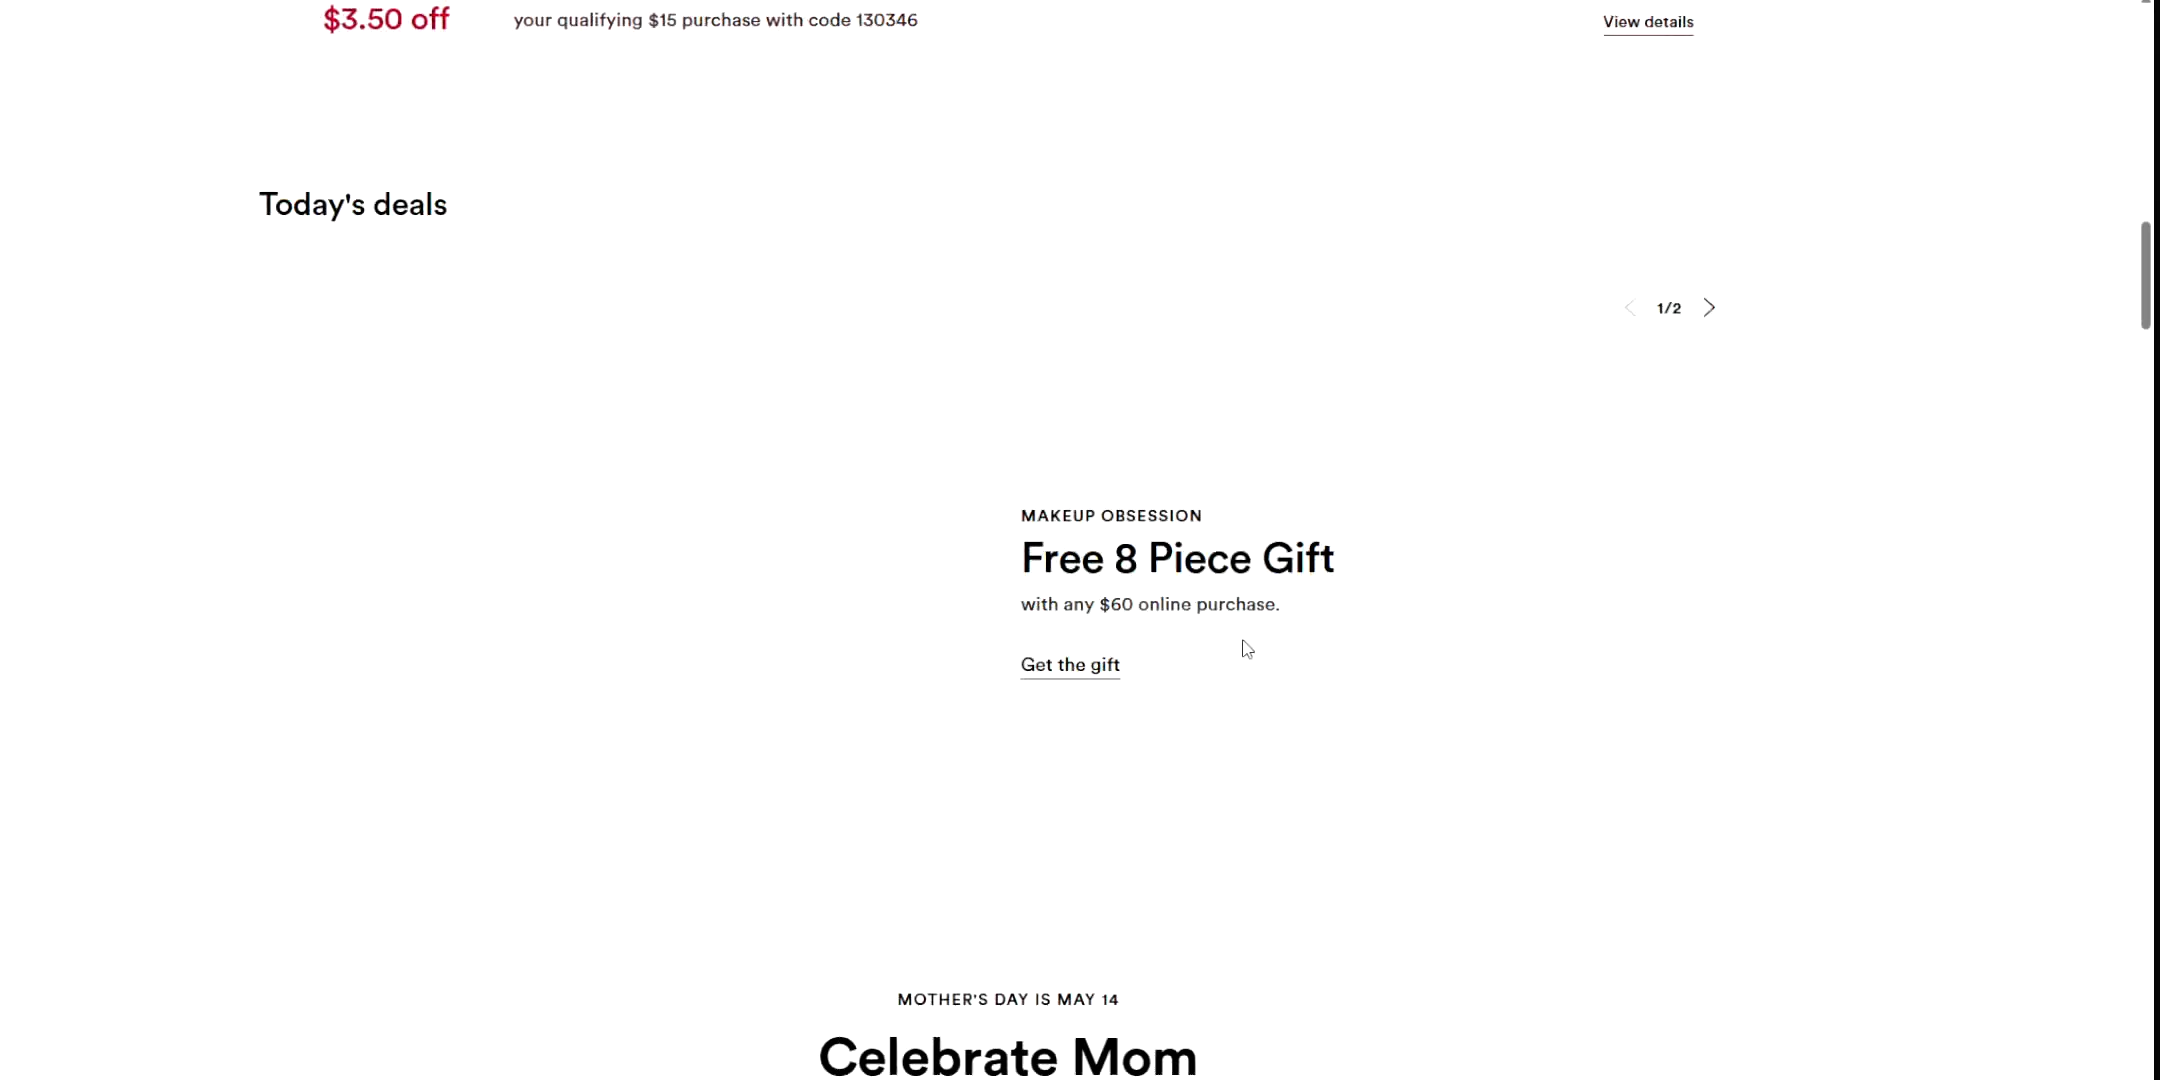 $3.50 off your qualifying $15 purchase with code 130346 View details
Today's deals
1/2
MAKEUP OBSESSION
Free 8 Piece Gift
with any $60 online purchase.
Get the gift
MOTHER'S DAY IS MAY 14
Celebrate Mom